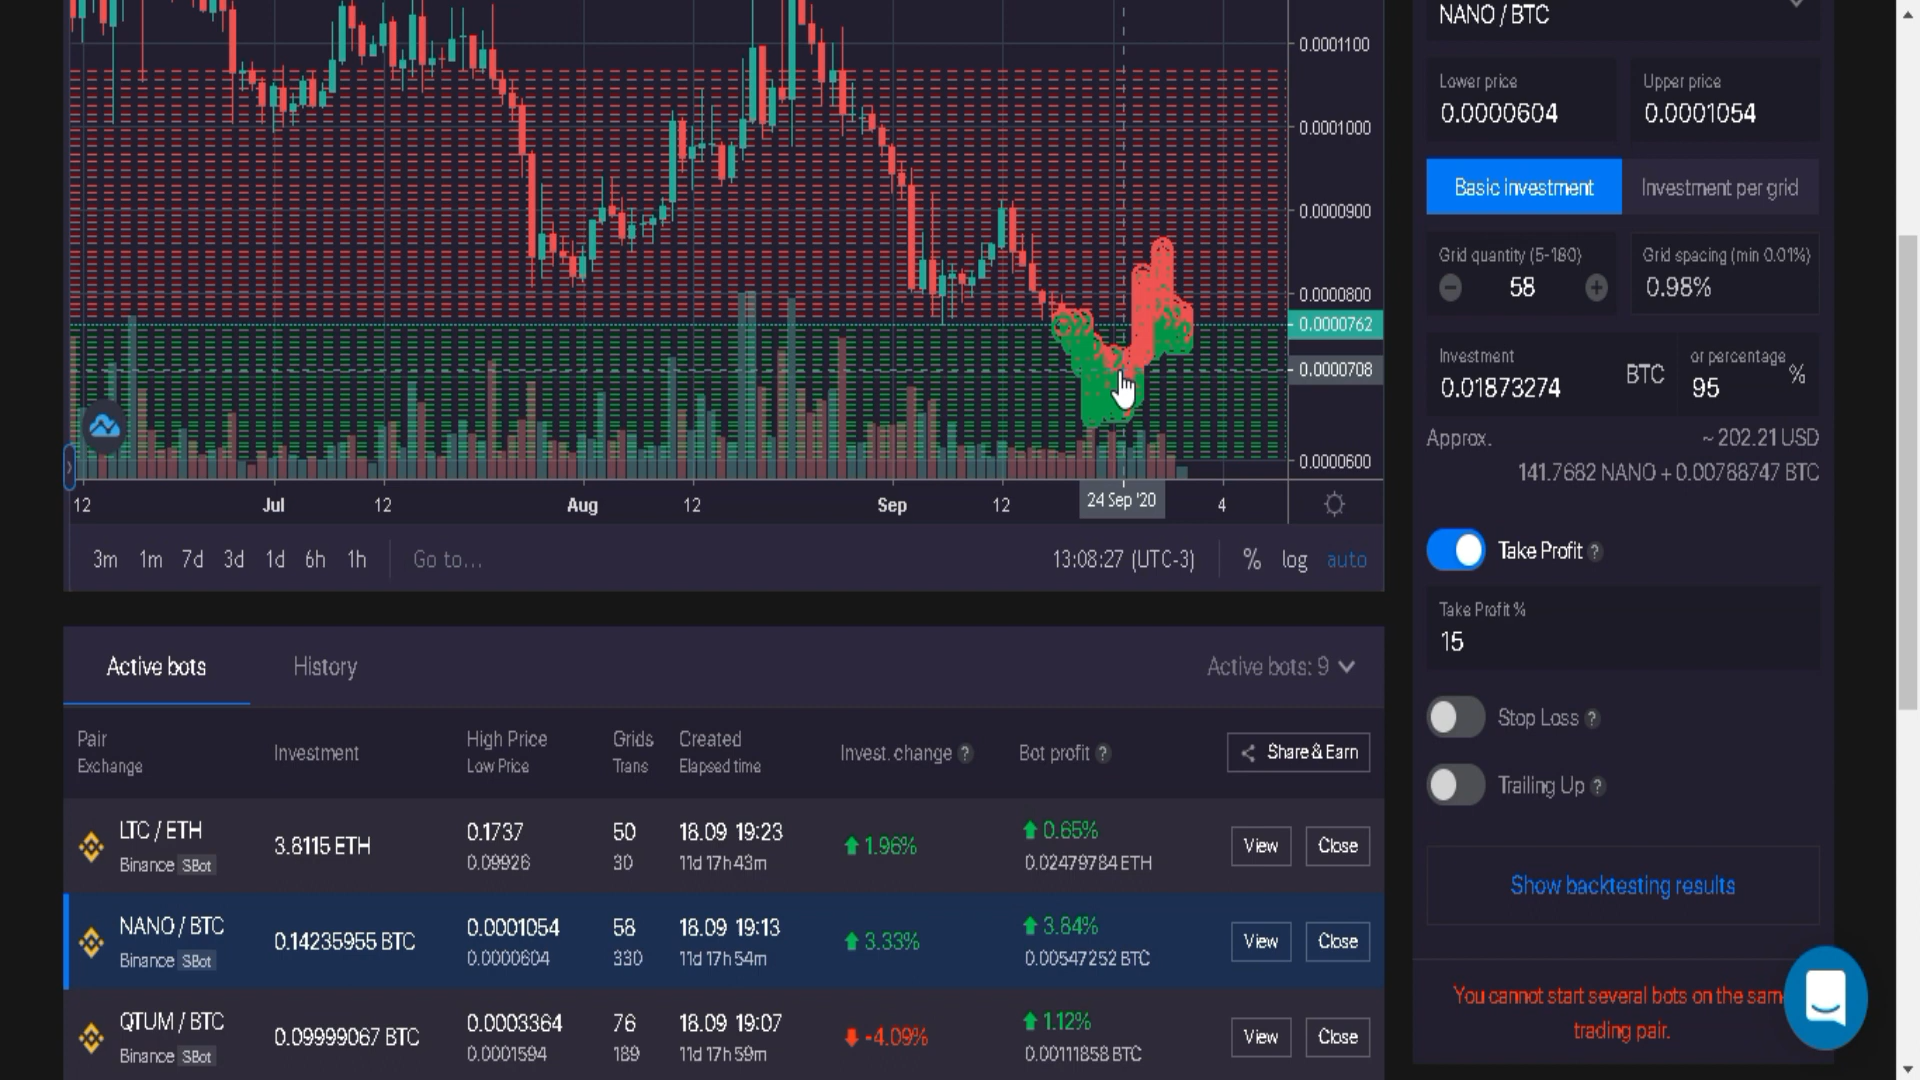 NANO / BTC
0.0001100
0.0001000
0.0000900
0.0000800
0.0000762
0.0000708
0.0000600
12 Jul 12 Aug 12 Sep 12 24 Sep '20 4
3m 1m 7d 3d 1d 6h 1h Go to... 13:08:27 (UTC-3) % log auto
Lower price Upper price
0.0000604 0.0001054
Basic investment Investment per grid
Grid quantity (5-180) Grid spacing (min 0.01%)
58 0.98%
Investment or percentage
0.01873274 BTC 95 %
Approx. ~ 202.21 USD
141.7682 NANO + 0.00788747 BTC
Take Profit ?
Take Profit %
15
Stop Loss ?
Trailing Up ?
Show backtesting results
You cannot start several bots on the sam
trading pair.
Active bots History Active bots: 9
Pair Investment High Price Grids Created Invest. change ? Bot profit ? Share & Earn
Exchange Low Price Trans Elapsed time
LTC / ETH 3.8115 ETH 0.1737 50 18.09 19:23 1.96% 0.65% View Close
Binance SBot 0.09926 30 11d 17h 43m 0.02479784 ETH
NANO / BTC 0.14235955 BTC 0.0001054 58 18.09 19:13 3.33% 3.84% View Close
Binance SBot 0.0000604 330 11d 17h 54m 0.00547252 BTC
QTUM / BTC 0.09999067 BTC 0.0003364 76 18.09 19:07 -4.09% 1.12% View Close
Binance SBot 0.0001594 189 11d 17h 59m 0.00111858 BTC